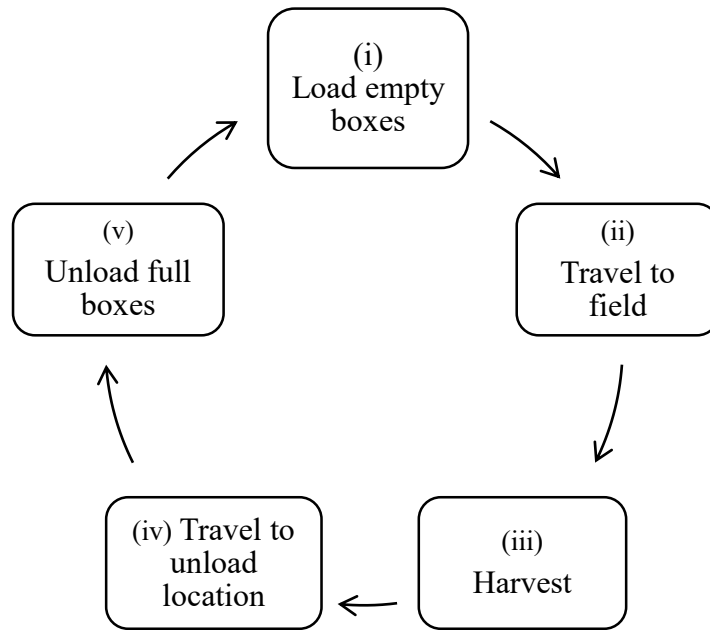 (i)
Load empty
boxes
(ii)
Travel to
field
(iii)
Harvest
(iv) Travel to
unload
location
(v)
Unload full
boxes